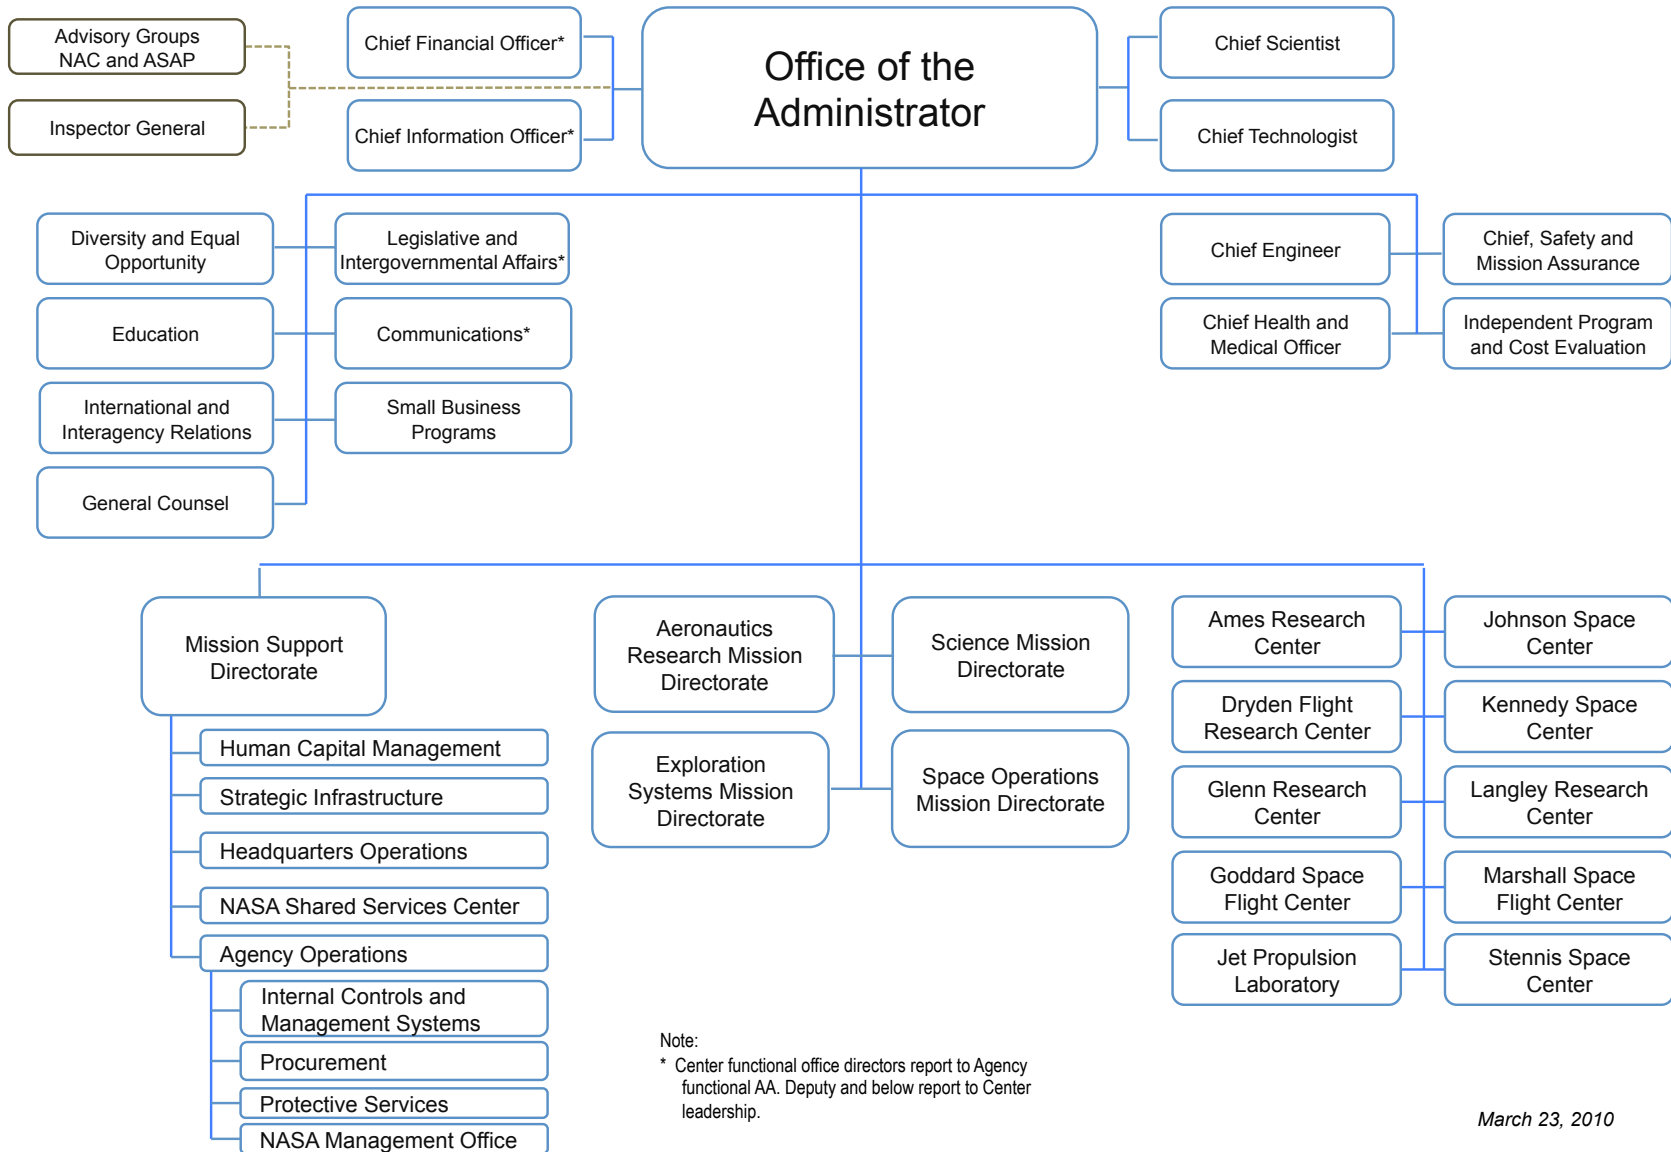 Advisory Groups
NAC and ASAP
Inspector General
Chief Financial Officer*
Chief Information Officer*
Office of the
Administrator
Chief Scientist
Chief Technologist
Diversity and Equal
Opportunity
Legislative and
Intergovernmental Affairs*
Education
Communications*
International and
Interagency Relations
Small Business
Programs
General Counsel
Chief Engineer
Chief, Safety and
Mission Assurance
Chief Health and
Medical Officer
Independent Program
and Cost Evaluation
Mission Support
Directorate
Human Capital Management
Strategic Infrastructure
Headquarters Operations
NASA Shared Services Center
Agency Operations
Internal Controls and
Management Systems
Procurement
Protective Services
NASA Management Office
Aeronautics
Research Mission
Directorate
Science Mission
Directorate
Exploration
Systems Mission
Directorate
Space Operations
Mission Directorate
Ames Research
Center
Johnson Space
Center
Dryden Flight
Research Center
Kennedy Space
Center
Glenn Research
Center
Langley Research
Center
Goddard Space
Flight Center
Marshall Space
Flight Center
Jet Propulsion
Laboratory
Stennis Space
Center
Note:
* Center functional office directors report to Agency
functional AA. Deputy and below report to Center
leadership.
March 23, 2010